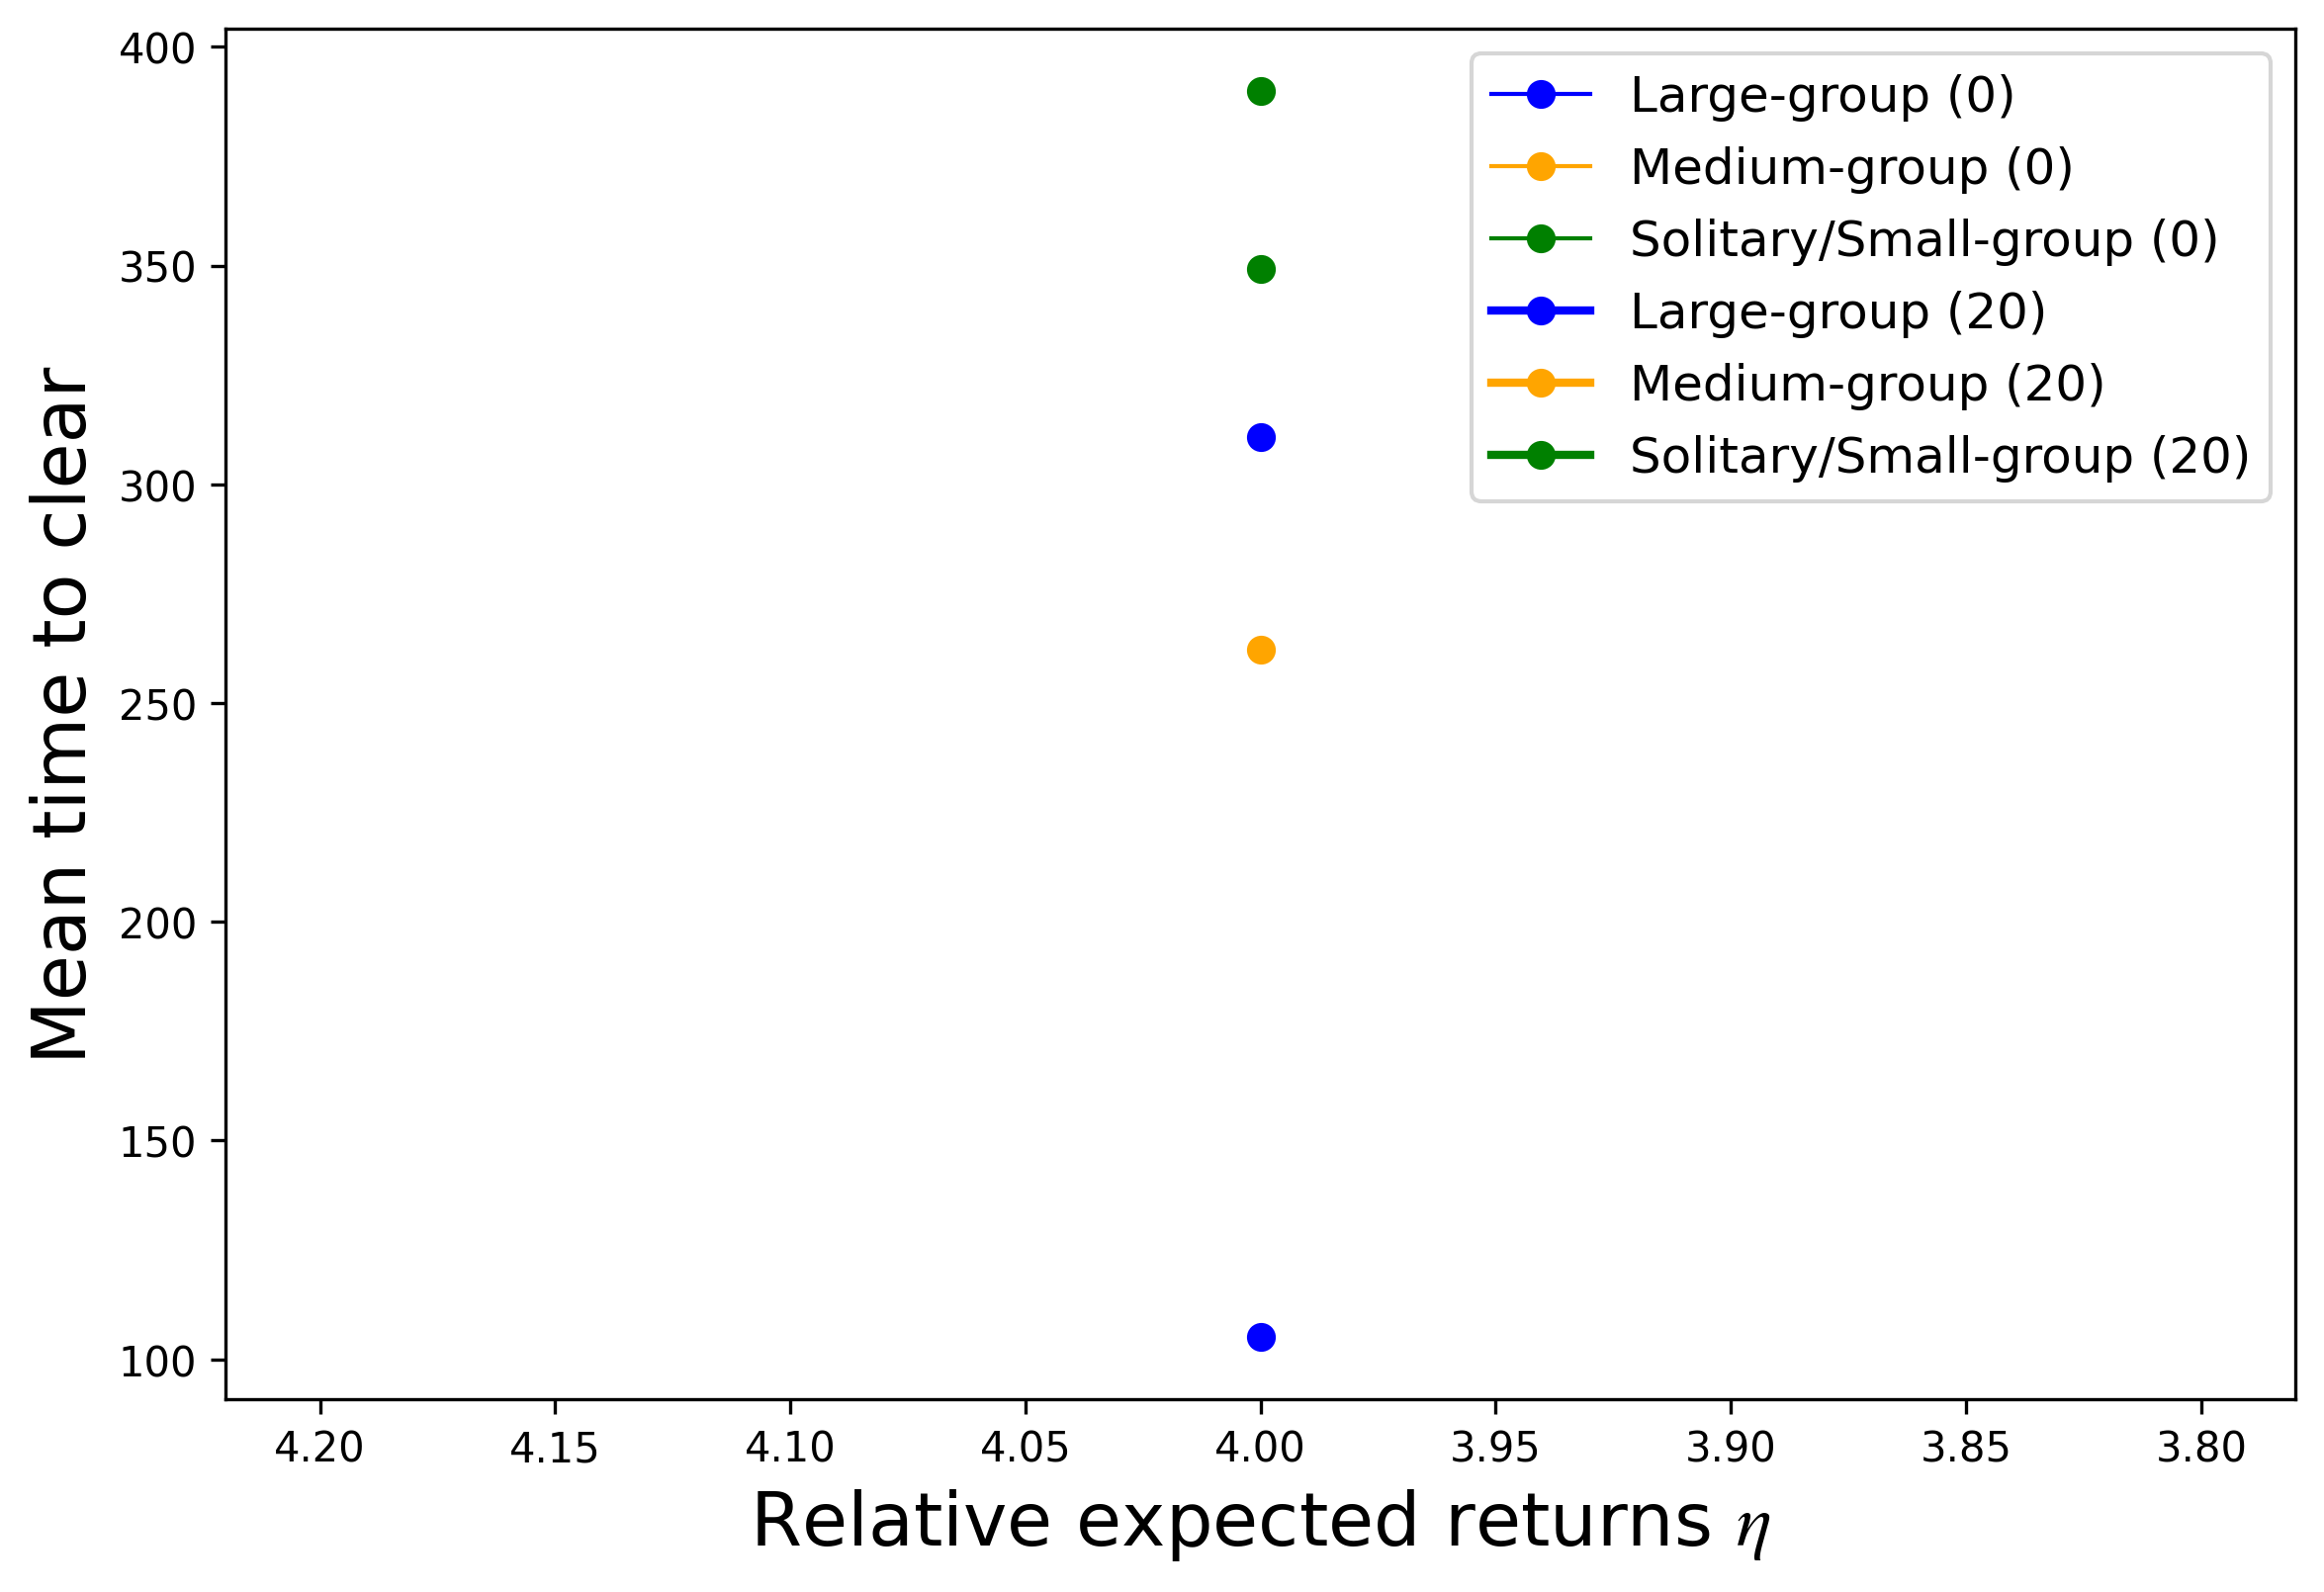 400
350
300
250
200
150
100
Mean time to clear
Large-group (0)
Medium-group (0)
Solitary/Small-group (0)
Large-group (20)
Medium-group (20)
Solitary/Small-group (20)
4.20 4.15 4.10 4.05 4.00 3.95 3.90 3.85 3.80
Relative expected returns η